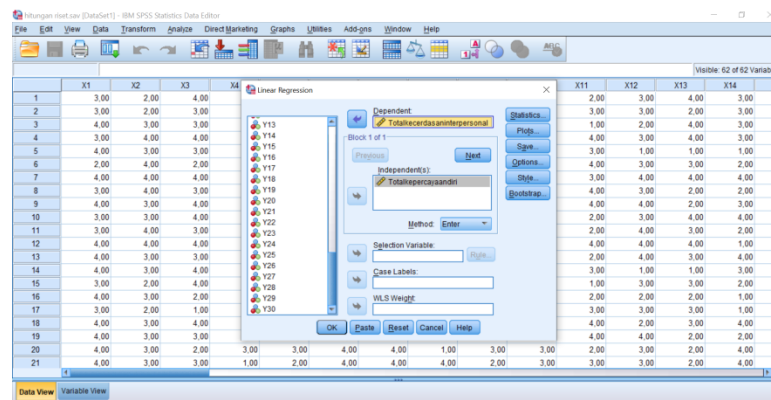 hitungan riset.sav [DataSet1] - IBM SPSS Statistics Data Editor
File Edit View Data Transform Analyze Direct Marketing Graphs Utilities Add-ons Window Help
Visible: 62 of 62 Variab
X1 X2 X3 X4 X11 X12 X13 X14
1 3,00 2,00 4,00 2,00 3,00 4,00 3,00
2 3,00 3,00 3,00 2,00 3,00 2,00 3,00
3 4,00 3,00 3,00 1,00 2,00 4,00 3,00
4 3,00 4,00 4,00 4,00 3,00 4,00 3,00
5 4,00 3,00 3,00 3,00 1,00 1,00 1,00
6 2,00 4,00 2,00 4,00 3,00 3,00 2,00
7 4,00 4,00 4,00 3,00 4,00 4,00 4,00
8 3,00 4,00 3,00 3,00 4,00 2,00 2,00
9 4,00 3,00 3,00 4,00 4,00 4,00 4,00
10 3,00 3,00 3,00 2,00 3,00 4,00 3,00
11 3,00 4,00 3,00 2,00 4,00 3,00 2,00
12 4,00 4,00 4,00 4,00 4,00 4,00 1,00
13 4,00 3,00 4,00 2,00 4,00 3,00 4,00
14 4,00 3,00 3,00 3,00 1,00 1,00 3,00
15 3,00 2,00 4,00 1,00 3,00 3,00 2,00
16 4,00 3,00 2,00 2,00 2,00 2,00 1,00
17 3,00 2,00 1,00 3,00 3,00 3,00 1,00
18 4,00 3,00 4,00 4,00 2,00 3,00 4,00
19 4,00 4,00 3,00 4,00 4,00 2,00 4,00
20 4,00 3,00 2,00 3,00 3,00 4,00 4,00 1,00 3,00 3,00 2,00 3,00 2,00 4,00
21 4,00 3,00 3,00 1,00 2,00 4,00 4,00 4,00 2,00 3,00 3,00 3,00 2,00 4,00
Data View Variable View
Linear Regression
Y13
Y14
Y15
Y16
Y17
Y18
Y19
Y20
Y21
Y22
Y23
Y24
Y25
Y26
Y27
Y28
Y29
Y30
Dependent:
Totalkecerdasaninterpersonal
Block 1 of 1
Previous Next
Independent(s):
Totalkepercayaandiri
Method: Enter
Selection Variable:
Rule...
Case Labels:
WLS Weight:
Statistics...
Plots...
Save...
Options...
Style...
Bootstrap...
OK Paste Reset Cancel Help